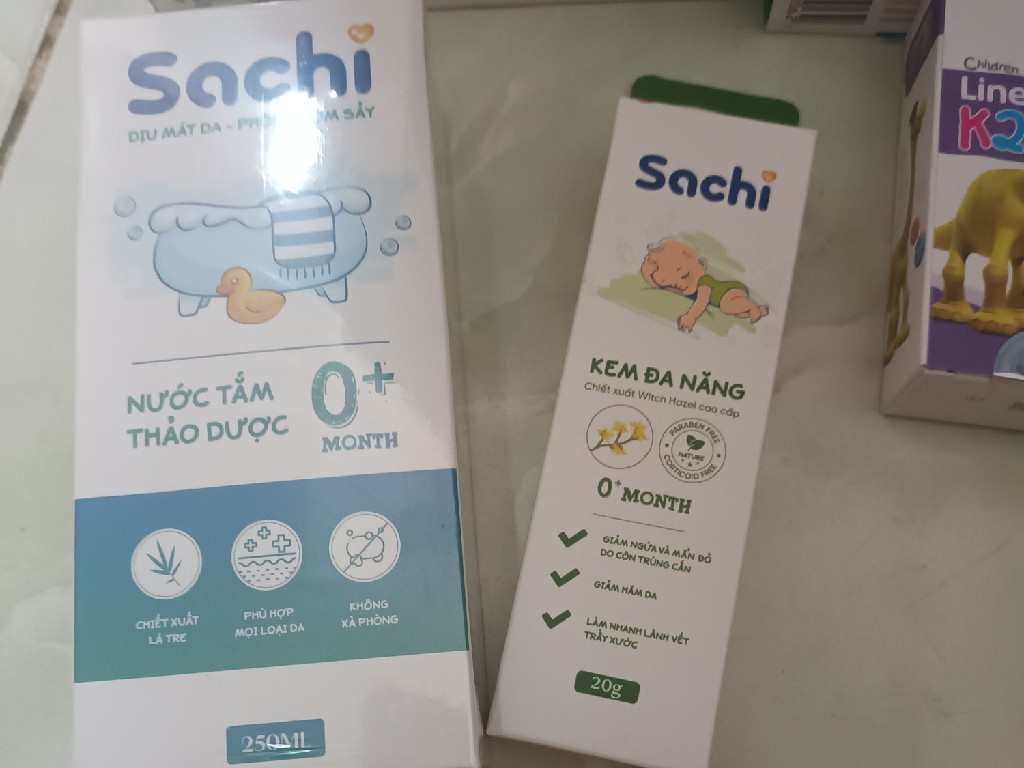 Sachi
DỊU MÁT DA - SẢY
NƯỚC TẮM
THẢO DƯỢC
0+
MONTH
CHIẾT XUẤT
LÁ TRE
PHÙ HỢP
MỌI LOẠI DA
KHÔNG
XÀ PHÒNG
250ML
Sachi
KEM ĐA NĂNG
Chiết xuất Witch Hazel cao cấp
PARABEN FREE
NATURE
CORTICOID FREE
0+ MONTH
GIẢM NGỨA VÀ MẨN ĐỎ
DO CÔN TRÙNG CẮN
GIẢM HĂM DA
LÀM NHANH LÀNH VẾT
TRẦY XƯỚC
20g
Children
Line
K2